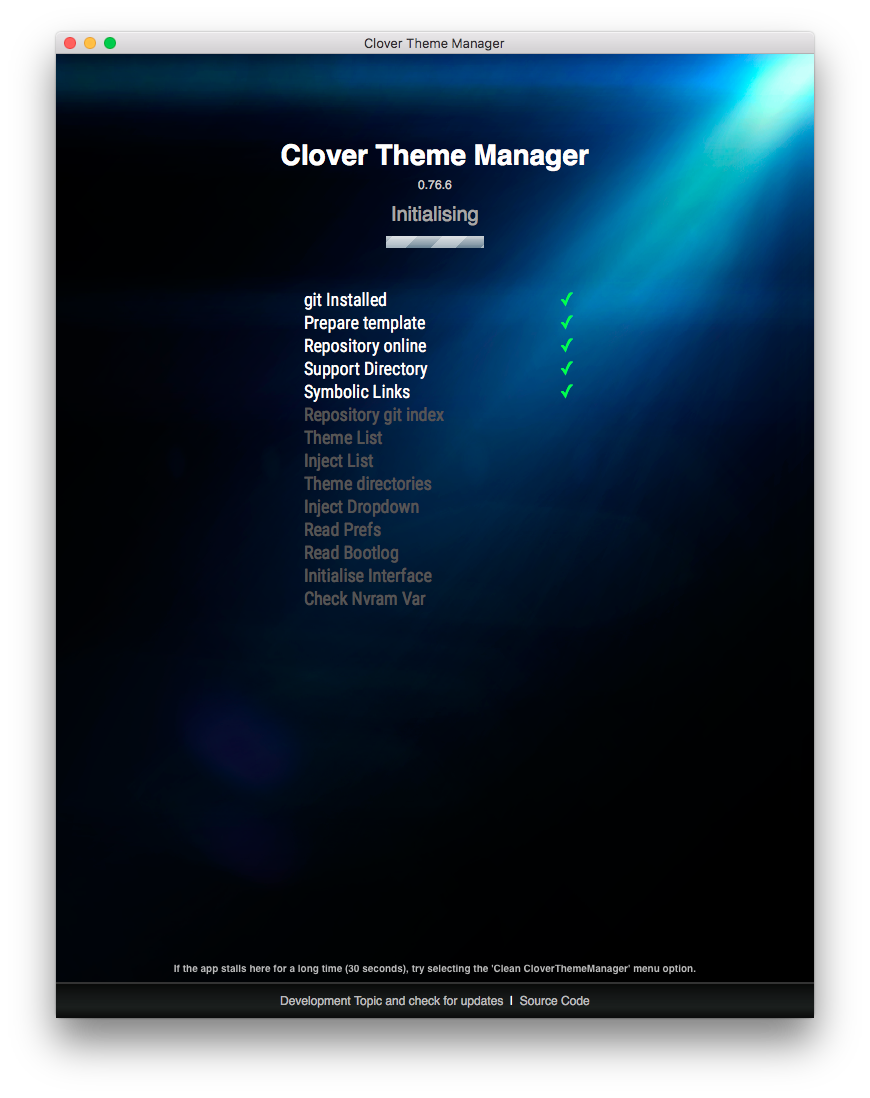 Clover Theme Manager
Clover Theme Manager
0.76.6
Initialising
git Installed ✓
Prepare template ✓
Repository online ✓
Support Directory ✓
Symbolic Links ✓
Repository git index
Theme List
Inject List
Theme directories
Inject Dropdown
Read Prefs
Read Bootlog
Initialise Interface
Check Nvram Var
If the app stalls here for a long time (30 seconds), try selecting the 'Clean CloverThemeManager' menu option.
Development Topic and check for updates | Source Code